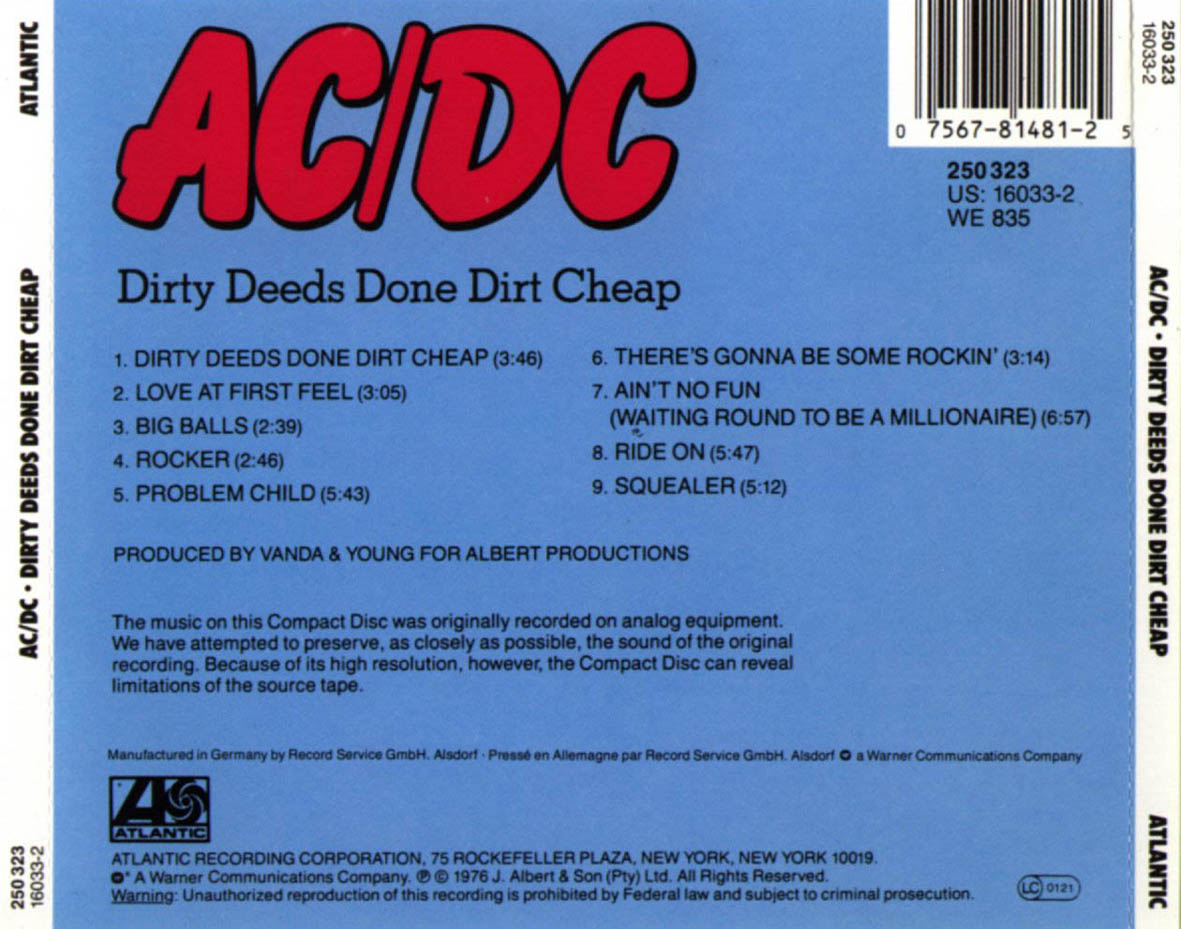 ATLANTIC
AC/DC • DIRTY DEEDS DONE DIRT CHEAP
250 323
16033-2
AC/DC
Dirty Deeds Done Dirt Cheap
0 7567-81481-2 5
250 323
US: 16033-2
WE 835
1. DIRTY DEEDS DONE DIRT CHEAP (3:46)
2. LOVE AT FIRST FEEL (3:05)
3. BIG BALLS (2:39)
4. ROCKER (2:46)
5. PROBLEM CHILD (5:43)
6. THERE'S GONNA BE SOME ROCKIN' (3:14)
7. AIN'T NO FUN
(WAITING ROUND TO BE A MILLIONAIRE) (6:57)
8. RIDE ON (5:47)
9. SQUEALER (5:12)
PRODUCED BY VANDA & YOUNG FOR ALBERT PRODUCTIONS
The music on this Compact Disc was originally recorded on analog equipment.
We have attempted to preserve, as closely as possible, the sound of the original
recording. Because of its high resolution, however, the Compact Disc can reveal
limitations of the source tape.
Manufactured in Germany by Record Service GmbH. Alsdorf · Pressé en Allemagne par Record Service GmbH. Alsdorf a Warner Communications Company
ATLANTIC
ATLANTIC RECORDING CORPORATION, 75 ROCKEFELLER PLAZA, NEW YORK, NEW YORK 10019.
* A Warner Communications Company. ℗ © 1976 J. Albert & Son (Pty) Ltd. All Rights Reserved.
Warning: Unauthorized reproduction of this recording is prohibited by Federal law and subject to criminal prosecution.
LC 0121
250 323
16033-2
AC/DC • DIRTY DEEDS DONE DIRT CHEAP
ATLANTIC